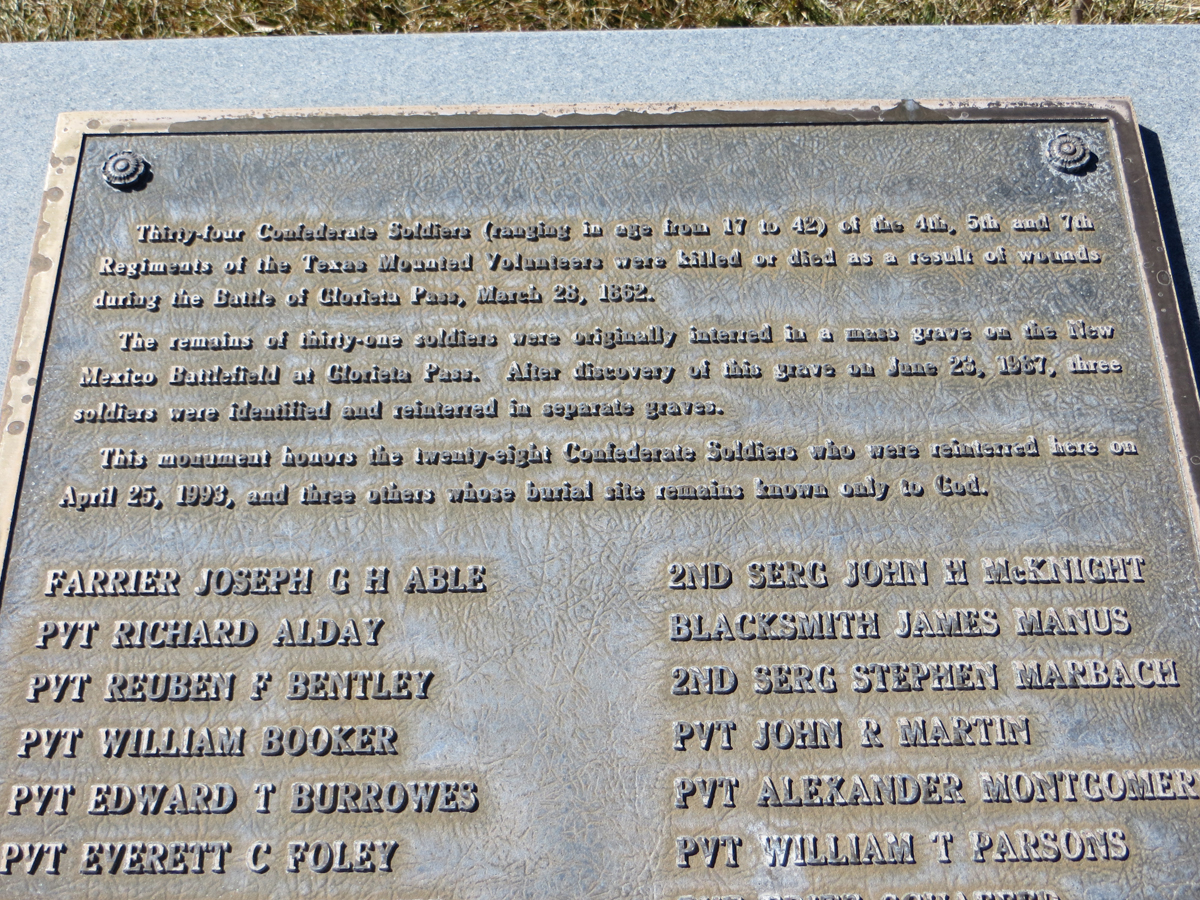 Thirty-four Confederate Soldiers (ranging in age from 17 to 42) of the 4th, 5th and 7th
Regiments of the Texas Mounted Volunteers were killed or died as a result of wounds
during the Battle of Glorieta Pass, March 28, 1862.
The remains of thirty-one soldiers were originally interred in a mass grave on the New
Mexico Battlefield at Glorieta Pass. After discovery of this grave on June 23, 1987, three
soldiers were identified and reinterred in separate graves.
This monument honors the twenty-eight Confederate Soldiers who were reinterred here on
April 25, 1993, and three others whose burial site remains known only to God.
FARRIER JOSEPH G H ABLE
PVT RICHARD ALDAY
PVT REUBEN F BENTLEY
PVT WILLIAM BOOKER
PVT EDWARD T BURROWES
PVT EVERETT C FOLEY
2ND SERG JOHN H McKNIGHT
BLACKSMITH JAMES MANUS
2ND SERG STEPHEN MARBACH
PVT JOHN R MARTIN
PVT ALEXANDER MONTGOMER
PVT WILLIAM T PARSONS